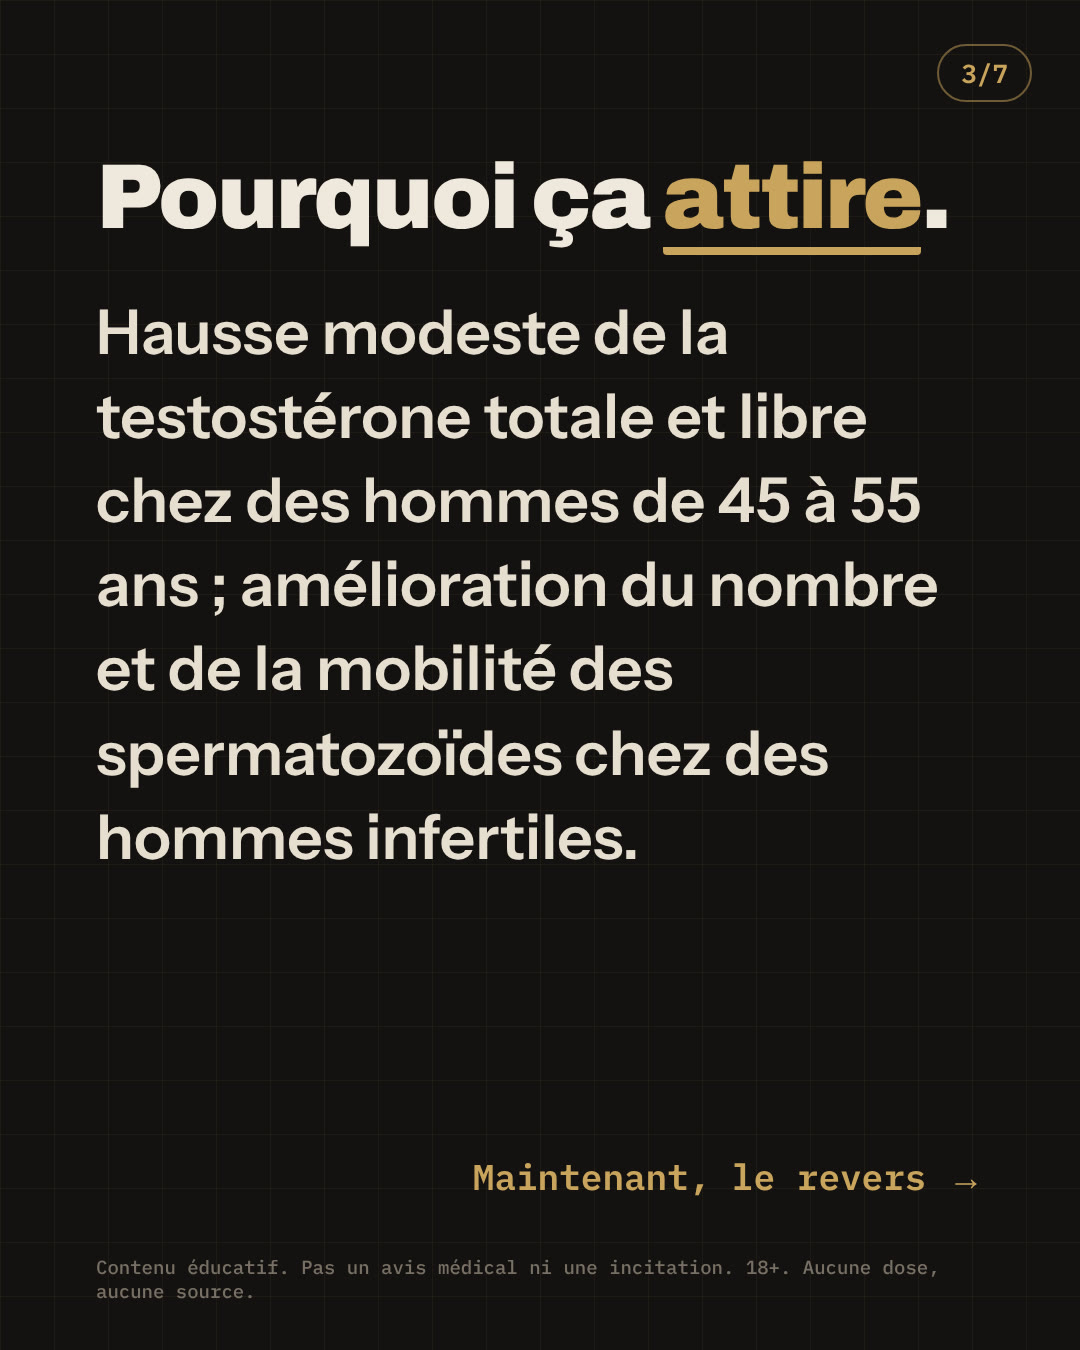 3/7
Pourquoi ça attire.
Hausse modeste de la
testostérone totale et libre
chez des hommes de 45 à 55
ans ; amélioration du nombre
et de la mobilité des
spermatozoïdes chez des
hommes infertiles.
Maintenant, le revers →
Contenu éducatif. Pas un avis médical ni une incitation. 18+. Aucune dose,
aucune source.